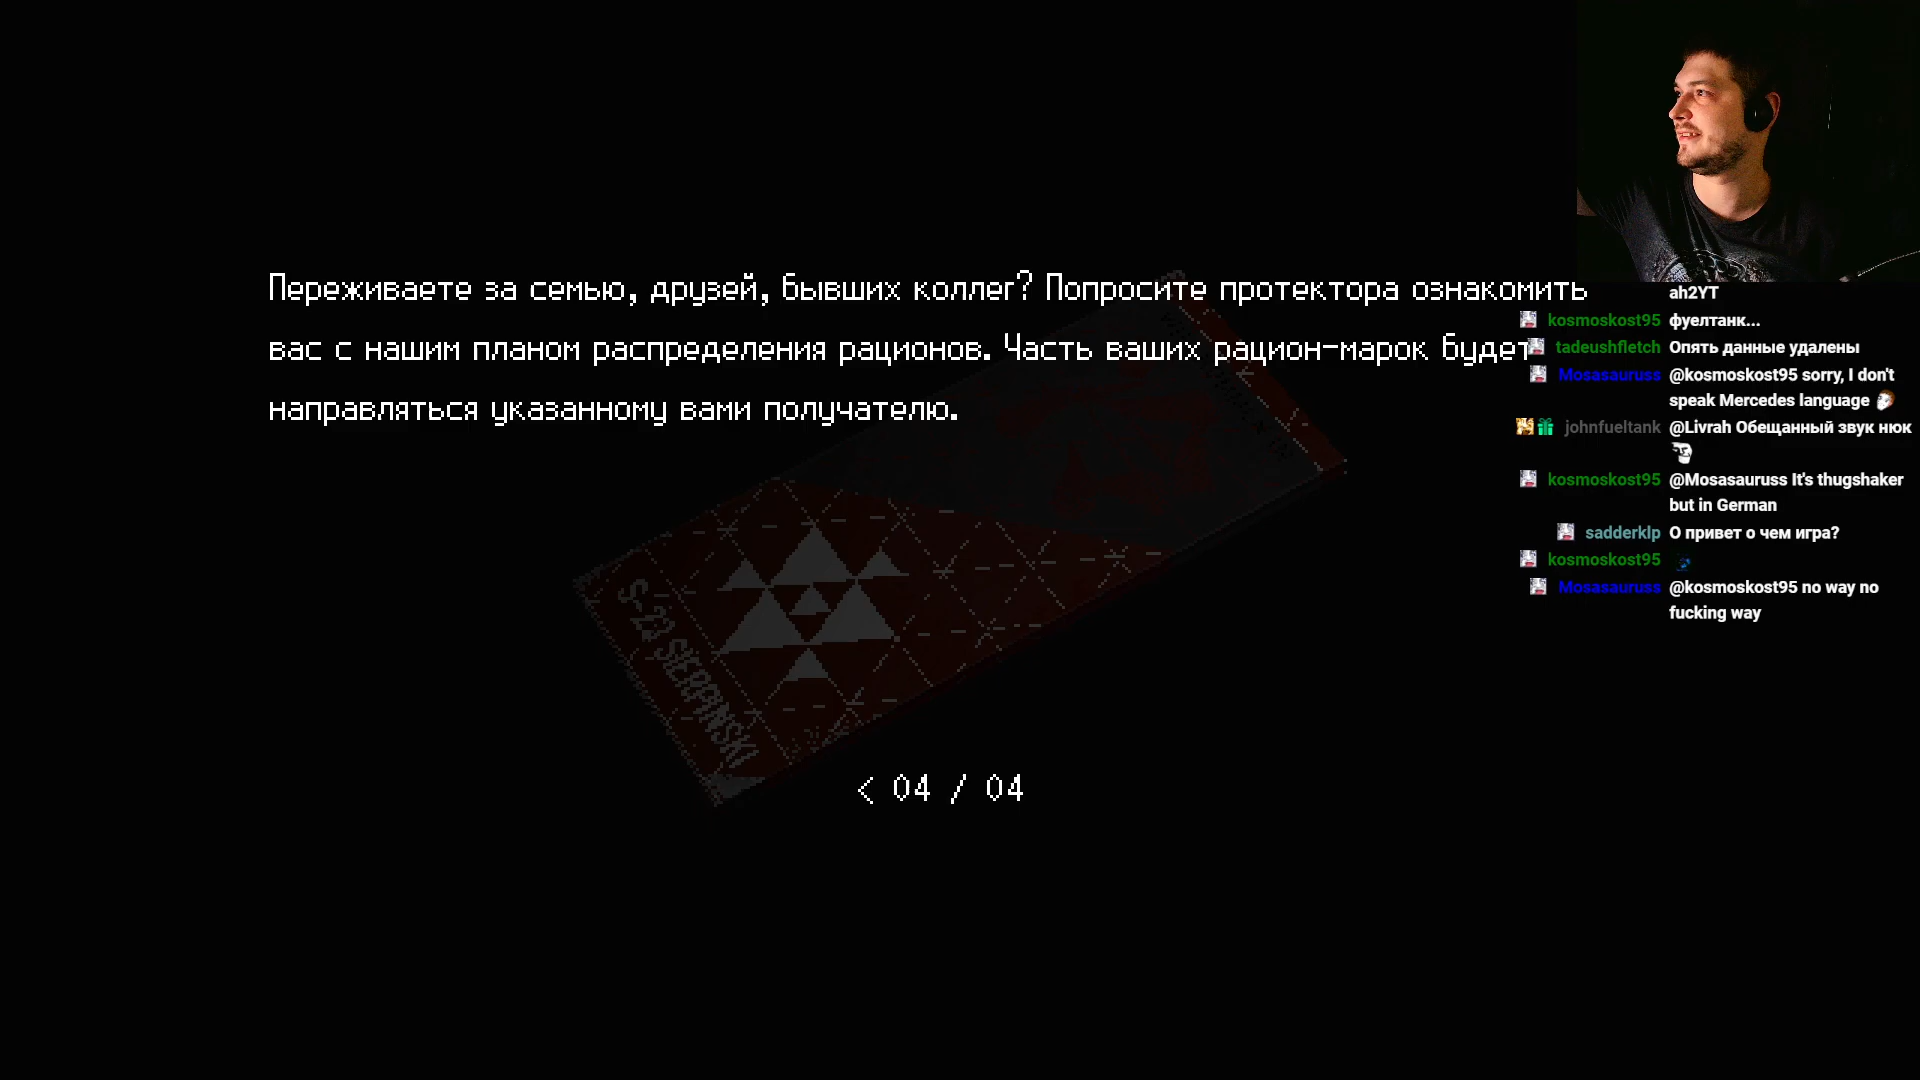 Переживаете за семью, друзей, бывших коллег? Попросите протектора ознакомить
вас с нашим планом распределения рационов. Часть ваших рацион-марок будет
направляться указанному вами получателю.
S-23 SIERPINSKI
< 04 / 04
ah2YT
kosmoskost95 фуелтанк...
tadeushfletch Опять данные удалены
Mosasauruss @kosmoskost95 sorry, I don't
speak Mercedes language
johnfueltank @Livrah Обещанный звук нюк
kosmoskost95 @Mosasauruss It's thugshaker
but in German
sadderklp О привет о чем игра?
kosmoskost95
Mosasauruss @kosmoskost95 no way no
fucking way